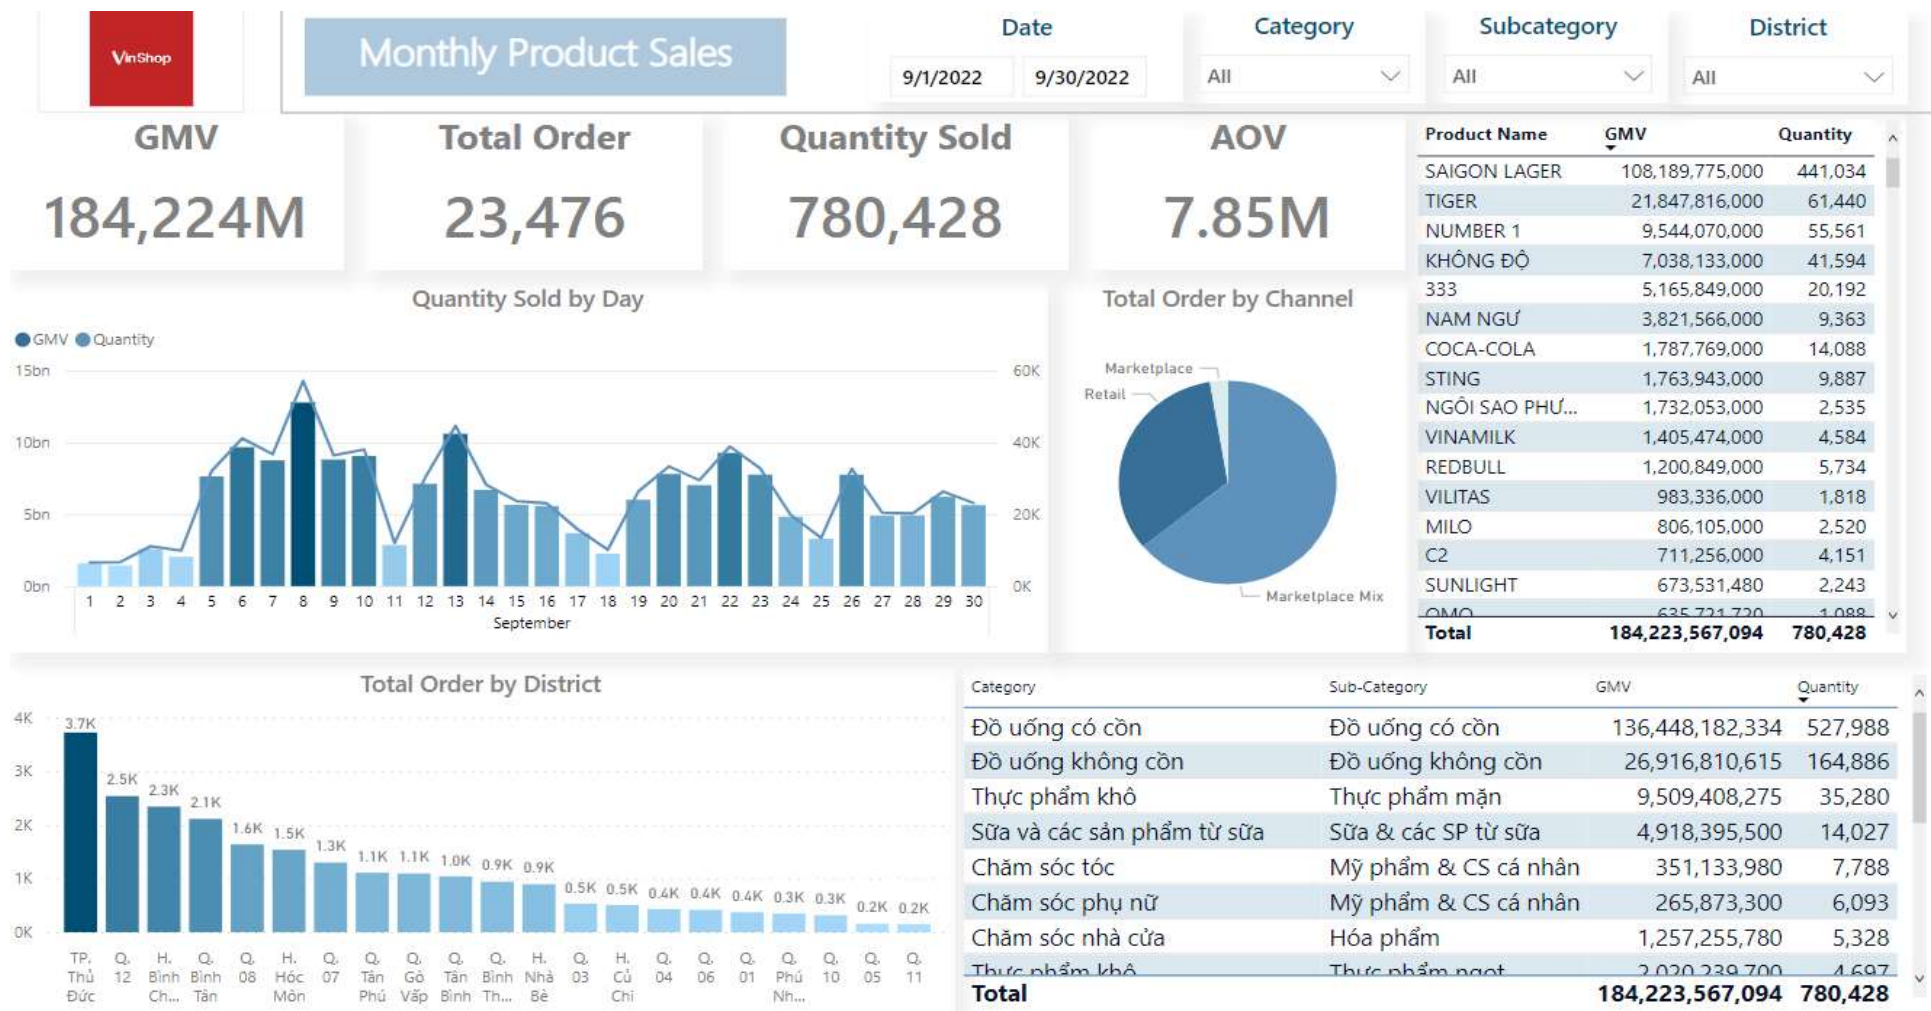 VinShop
Monthly Product Sales
Date
9/1/2022 9/30/2022
Category
All
Subcategory
All
District
All
GMV
184,224M
Total Order
23,476
Quantity Sold
780,428
AOV
7.85M
Product Name GMV Quantity
SAIGON LAGER 108,189,775,000 441,034
TIGER 21,847,816,000 61,440
NUMBER 1 9,544,070,000 55,561
KHÔNG ĐỘ 7,038,133,000 41,594
333 5,165,849,000 20,192
NAM NGƯ 3,821,566,000 9,363
COCA-COLA 1,787,769,000 14,088
STING 1,763,943,000 9,887
NGÔI SAO PHƯ... 1,732,053,000 2,535
VINAMILK 1,405,474,000 4,584
REDBULL 1,200,849,000 5,734
VILITAS 983,336,000 1,818
MILO 806,105,000 2,520
C2 711,256,000 4,151
SUNLIGHT 673,531,480 2,243
OMO 635,721,720 1,088
Total 184,223,567,094 780,428
Quantity Sold by Day
GMV Quantity
15bn 60K
10bn 40K
5bn 20K
0bn 0K
1 2 3 4 5 6 7 8 9 10 11 12 13 14 15 16 17 18 19 20 21 22 23 24 25 26 27 28 29 30
September
Total Order by Channel
Marketplace
Retail
Marketplace Mix
Total Order by District
4K
3K
2K
1K
0K
3.7K 2.5K 2.3K 2.1K 1.6K 1.5K 1.3K 1.1K 1.1K 1.0K 0.9K 0.9K 0.5K 0.5K 0.4K 0.4K 0.4K 0.3K 0.3K 0.2K 0.2K
TP. Q. H. Q. Q. H. Q. Q. Q. Q. Q. H. Q. H. Q. Q. Q. Q. Q. Q. Q.
Thủ 12 Bình Bình 08 Hóc 07 Tân Gò Tân Bình Nhà 03 Củ 04 06 01 Phú 10 05 11
Đức Ch... Tân Môn Phú Vấp Bình Th... Bè Chi Nh...
Category Sub-Category GMV Quantity
Đồ uống có cồn Đồ uống có cồn 136,448,182,334 527,988
Đồ uống không cồn Đồ uống không cồn 26,916,810,615 164,886
Thực phẩm khô Thực phẩm mặn 9,509,408,275 35,280
Sữa và các sản phẩm từ sữa Sữa & các SP từ sữa 4,918,395,500 14,027
Chăm sóc tóc Mỹ phẩm & CS cá nhân 351,133,980 7,788
Chăm sóc phụ nữ Mỹ phẩm & CS cá nhân 265,873,300 6,093
Chăm sóc nhà cửa Hóa phẩm 1,257,255,780 5,328
Thực phẩm khô Thực phẩm ngọt 2,020,239,700 4,697
Total 184,223,567,094 780,428